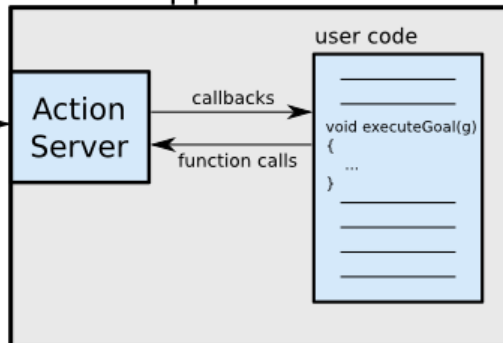 user code
Action
Server
callbacks
function calls
void executeGoal(g)
{
...
}